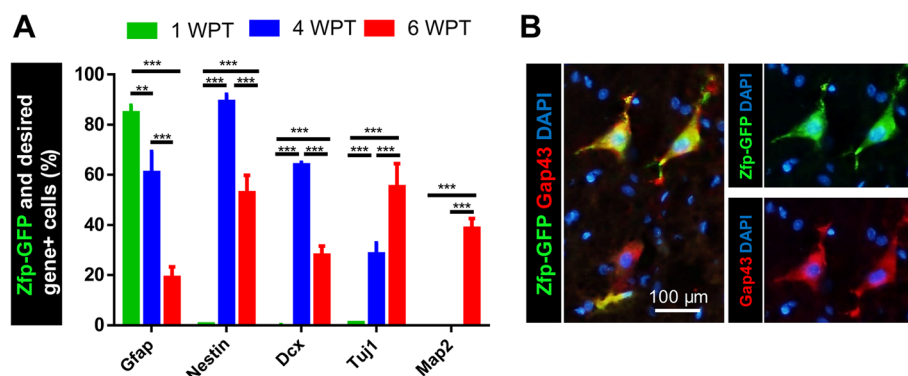 A
1 WPT 4 WPT 6 WPT
Zfp-GFP and desired
gene+ cells (%)
100
80
60
40
20
0
*** ** ***
*** *** ***
*** *** ***
*** *** ***
*** ***
Gfap Nestin Dcx Tuj1 Map2
B
Zfp-GFP Gap43 DAPI
100 µm
Zfp-GFP DAPI
Gap43 DAPI